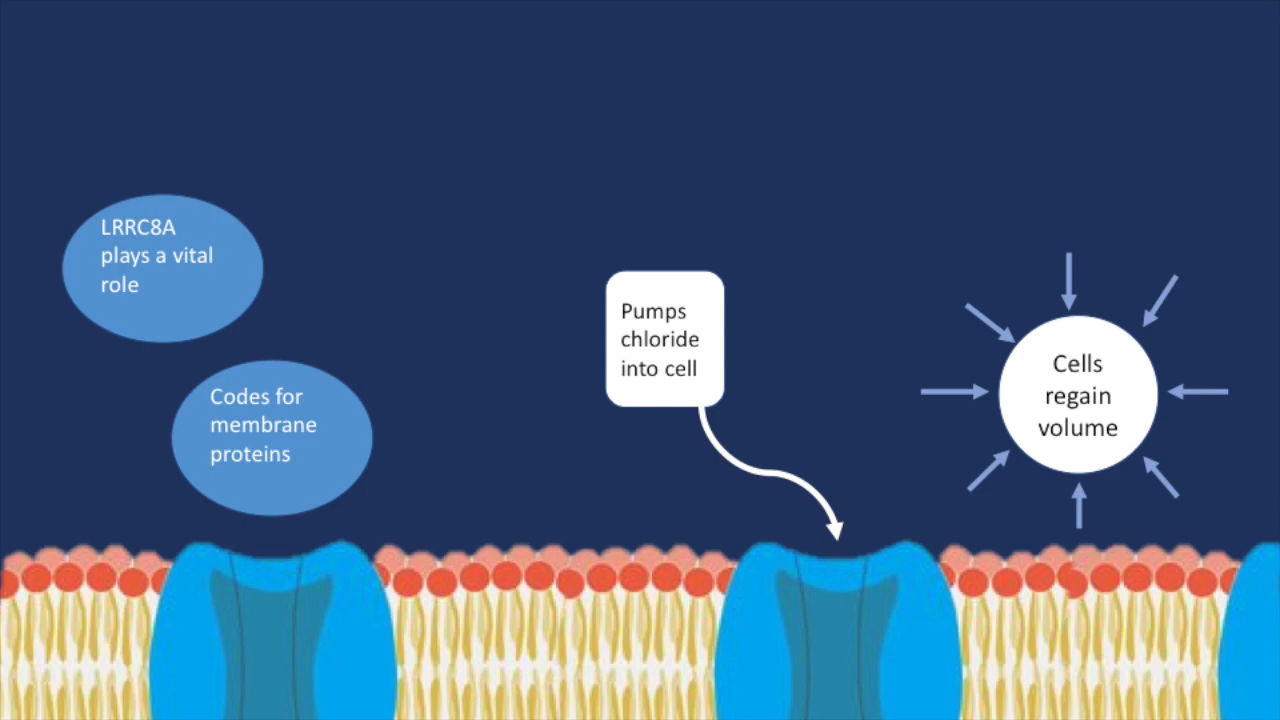 LRRC8A
plays a vital
role
Codes for
membrane
proteins
Pumps
chloride
into cell
Cells
regain
volume